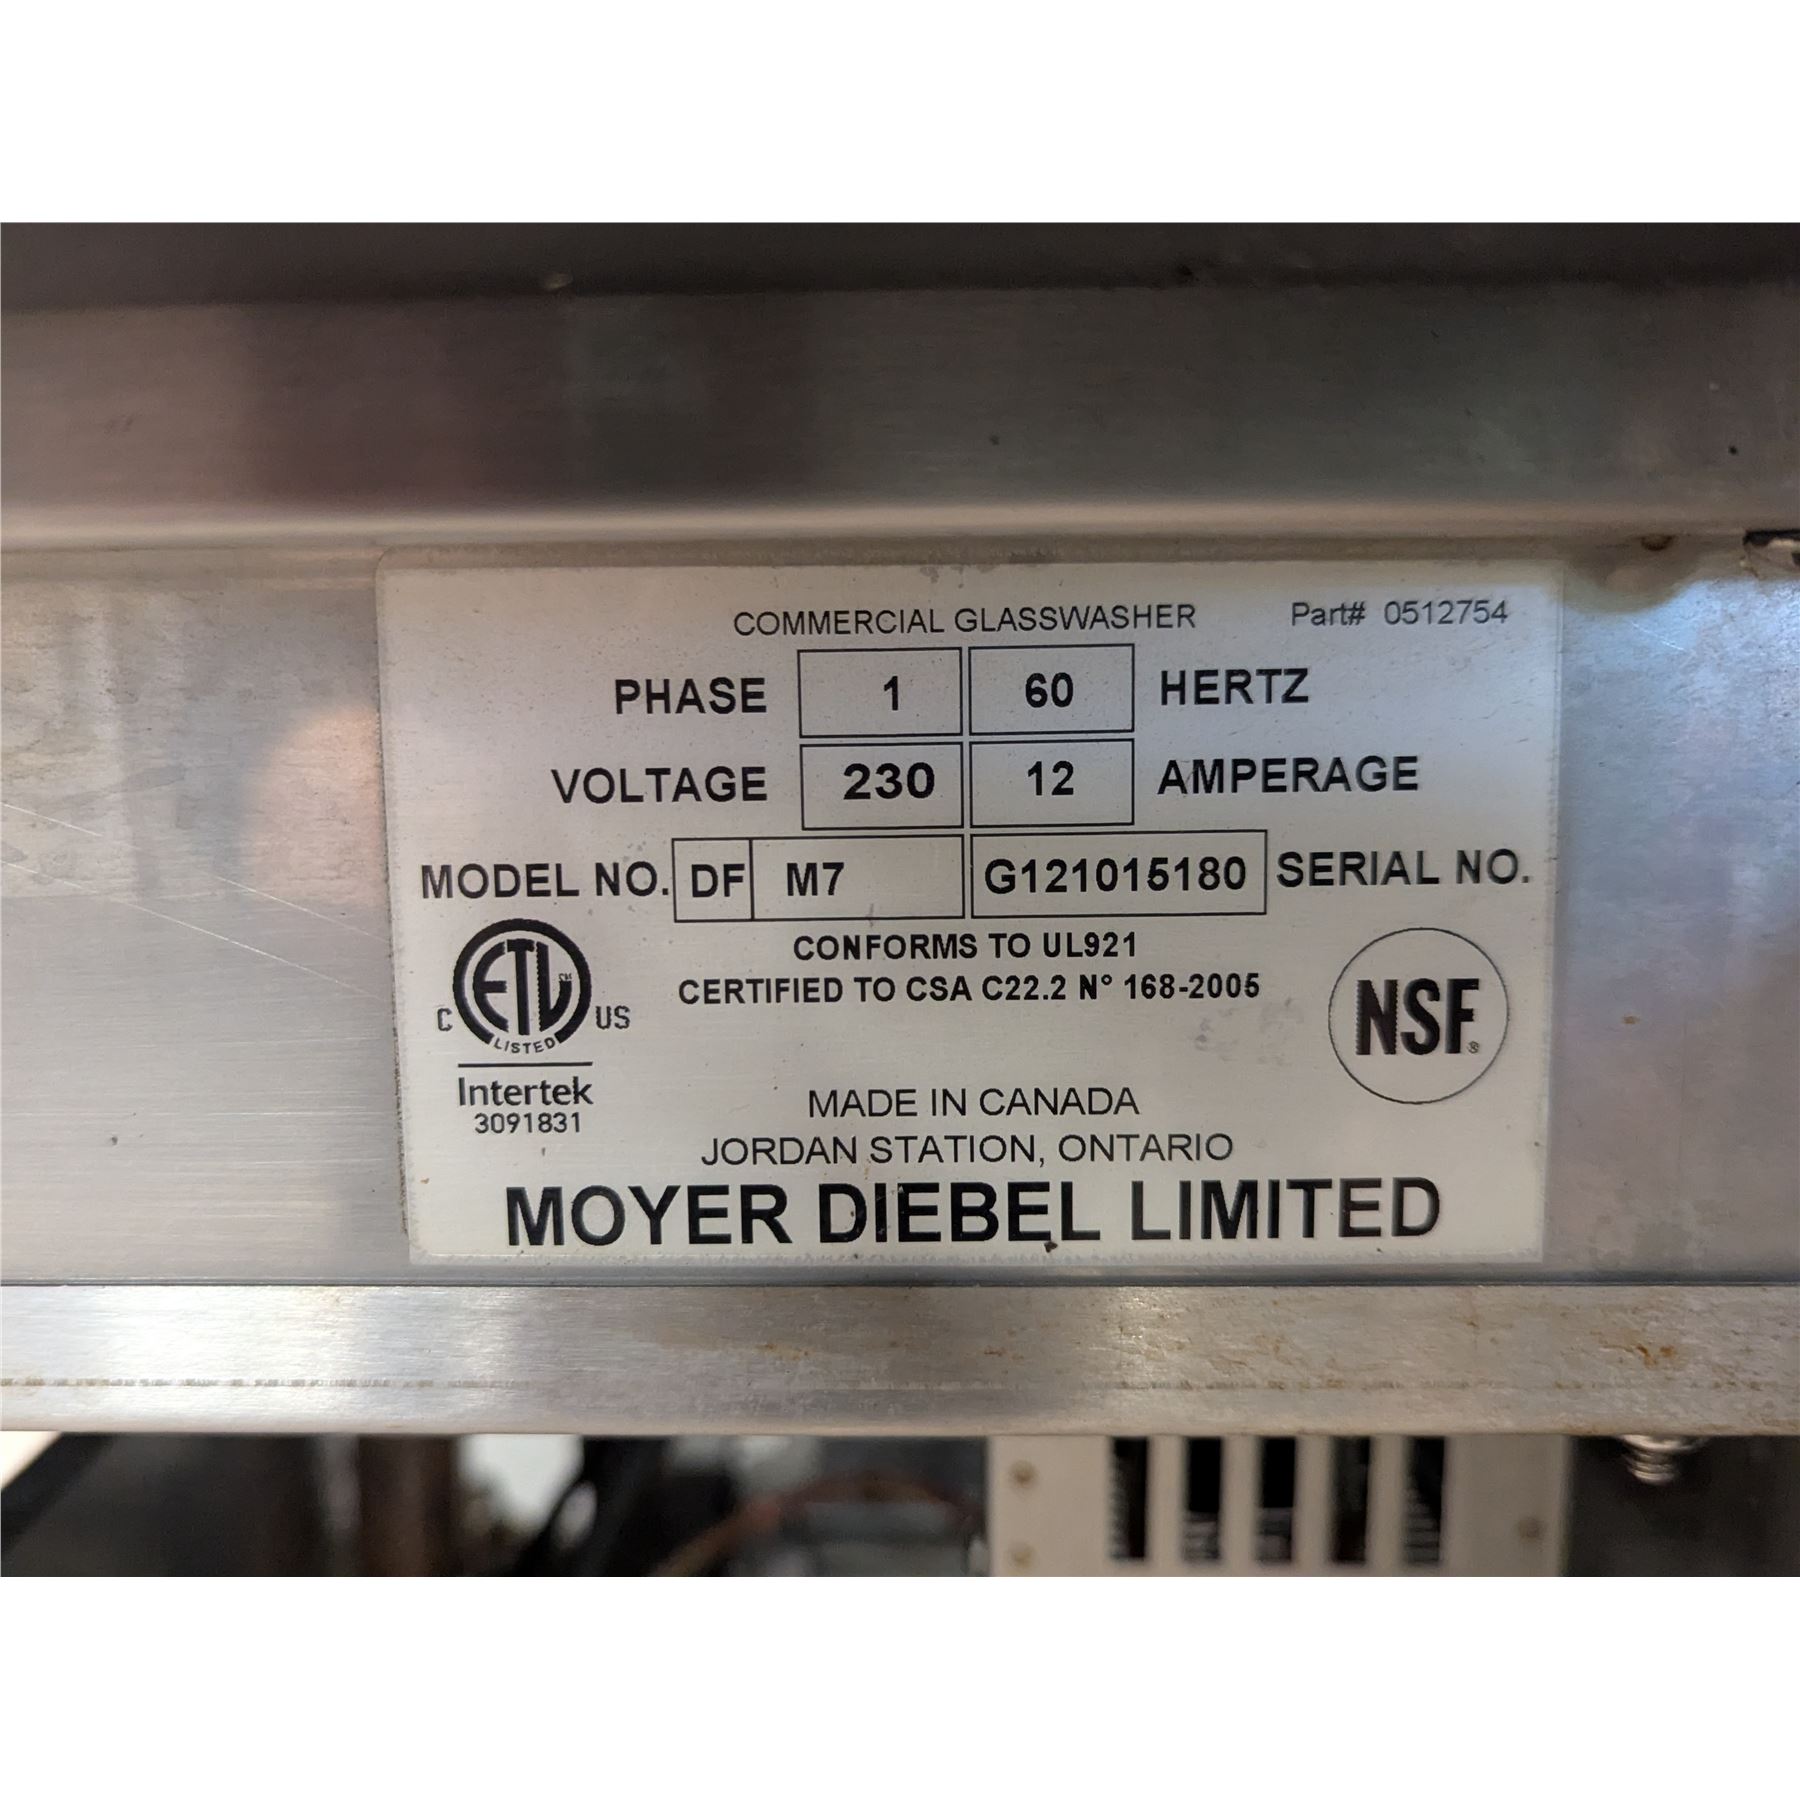 COMMERCIAL GLASSWASHER Part# 0512754
PHASE 1 60 HERTZ
VOLTAGE 230 12 AMPERAGE
MODEL NO. DF M7 G121015180 SERIAL NO.
CONFORMS TO UL921
CERTIFIED TO CSA C22.2 N° 168-2005
C ETL US
LISTED
Intertek
3091831
NSF®
MADE IN CANADA
JORDAN STATION, ONTARIO
MOYER DIEBEL LIMITED